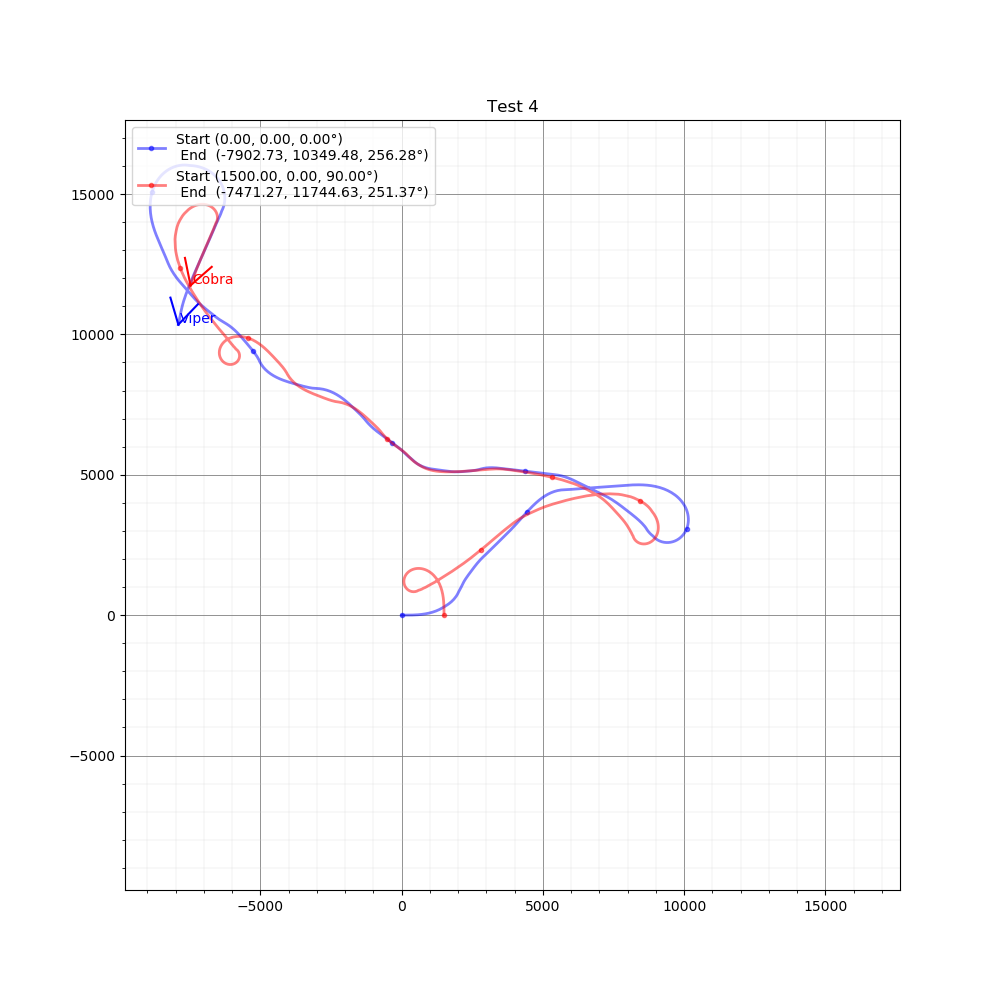 Test 4
Start (0.00, 0.00, 0.00°)
End (-7902.73, 10349.48, 256.28°)
Start (1500.00, 0.00, 90.00°)
End (-7471.27, 11744.63, 251.37°)
15000
Cobra
Viper
10000
5000
0
−5000
−5000 0 5000 10000 15000